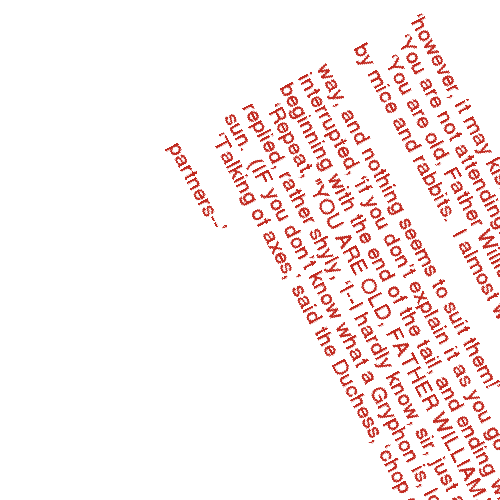 'however, it may
'You are not attending
'You are old, Father
by mice and rabbits. I almost
way, and nothing seems to suit them!
interrupted, 'if you don't explain it as you go
beginning with the end of the tail, and ending
'Repeat, "YOU ARE OLD, FATHER WILLIAM
replied, rather shyly, 'I--I hardly know, sir, just
sun. (IF you don't know what a Gryphon is,
'Talking of axes,' said the Duchess, 'chop
partners--'